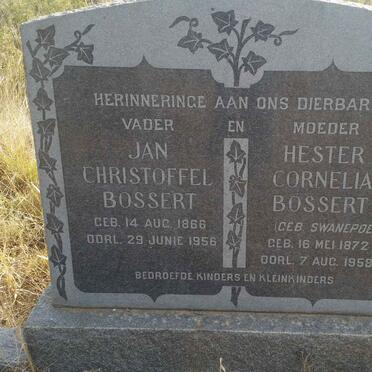 HERINNERINGE AAN ONS DIERBAR
VADER EN MOEDER
JAN
CHRISTOFFEL
BOSSERT
GEB. 14 AUG. 1866
OORL. 29 JUNIE 1956
HESTER
CORNELIA
BOSSERT
(GEB. SWANEPOE
GEB. 16 MEI 1872
OORL. 7 AUG. 1958
BEDROEFDE KINDERS EN KLEINKINDERS